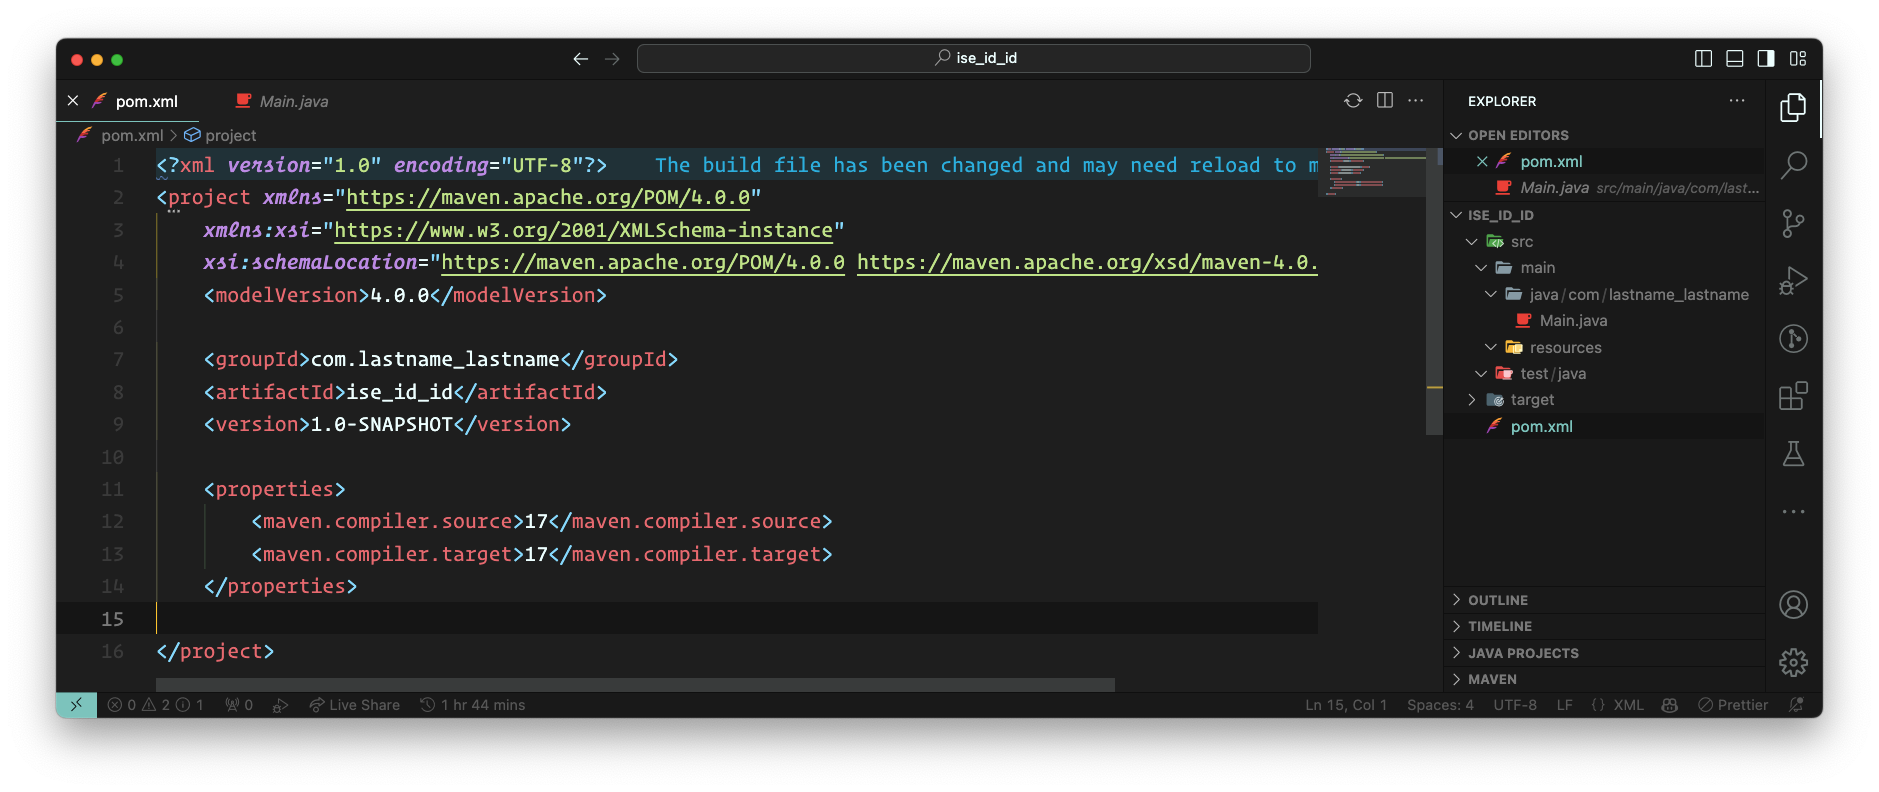 ise_id_id
pom.xml
Main.java
pom.xml > project
1 <?xml version="1.0" encoding="UTF-8"?> The build file has been changed and may need reload to m
2 <project xmlns="https://maven.apache.org/POM/4.0.0"
3 xmlns:xsi="https://www.w3.org/2001/XMLSchema-instance"
4 xsi:schemaLocation="https://maven.apache.org/POM/4.0.0 https://maven.apache.org/xsd/maven-4.0.
5 <modelVersion>4.0.0</modelVersion>
6
7 <groupId>com.lastname_lastname</groupId>
8 <artifactId>ise_id_id</artifactId>
9 <version>1.0-SNAPSHOT</version>
10
11 <properties>
12 <maven.compiler.source>17</maven.compiler.source>
13 <maven.compiler.target>17</maven.compiler.target>
14 </properties>
15
16 </project>
EXPLORER
OPEN EDITORS
pom.xml
Main.java src/main/java/com/last...
ISE_ID_ID
src
main
java/com/lastname_lastname
Main.java
resources
test/java
target
pom.xml
OUTLINE
TIMELINE
JAVA PROJECTS
MAVEN
0 2 1 0 Live Share 1 hr 44 mins Ln 15, Col 1 Spaces: 4 UTF-8 LF {} XML Prettier